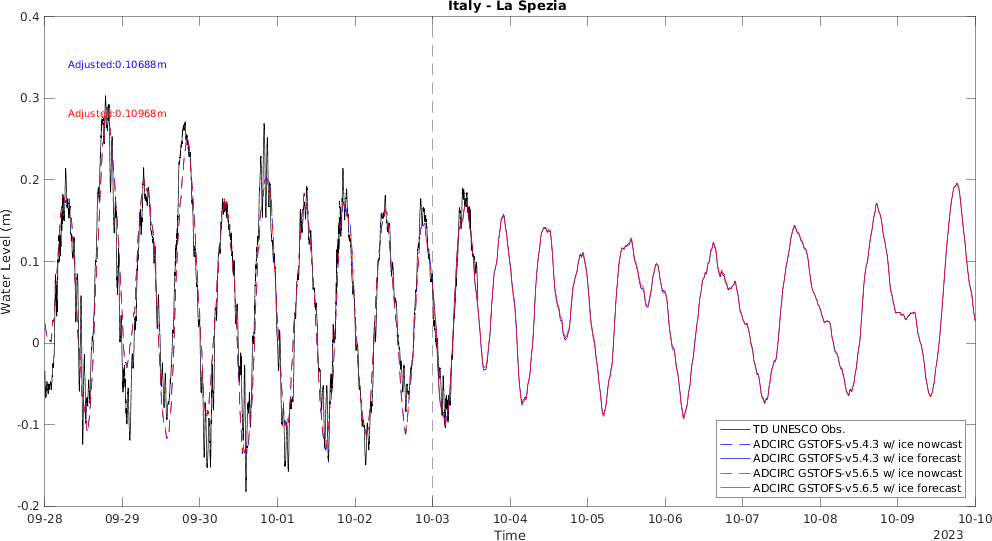 Italy - La Spezia
0.4
0.3
0.2
0.1
0
-0.1
-0.2
Water Level (m)
Adjusted:0.10688m
Adjusted:0.10968m
TD UNESCO Obs.
ADCIRC GSTOFS-v5.4.3 w/ ice nowcast
ADCIRC GSTOFS-v5.4.3 w/ ice forecast
ADCIRC GSTOFS-v5.6.5 w/ ice nowcast
ADCIRC GSTOFS-v5.6.5 w/ ice forecast
09-28 09-29 09-30 10-01 10-02 10-03 10-04 10-05 10-06 10-07 10-08 10-09 10-10
Time
2023